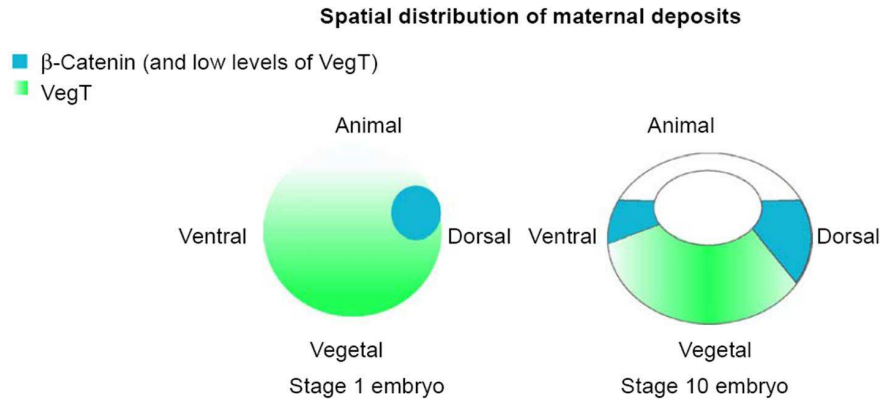 Spatial distribution of maternal deposits
β-Catenin (and low levels of VegT)
VegT
Animal
Animal
Ventral
Dorsal
Ventral
Dorsal
Vegetal
Vegetal
Stage 1 embryo
Stage 10 embryo